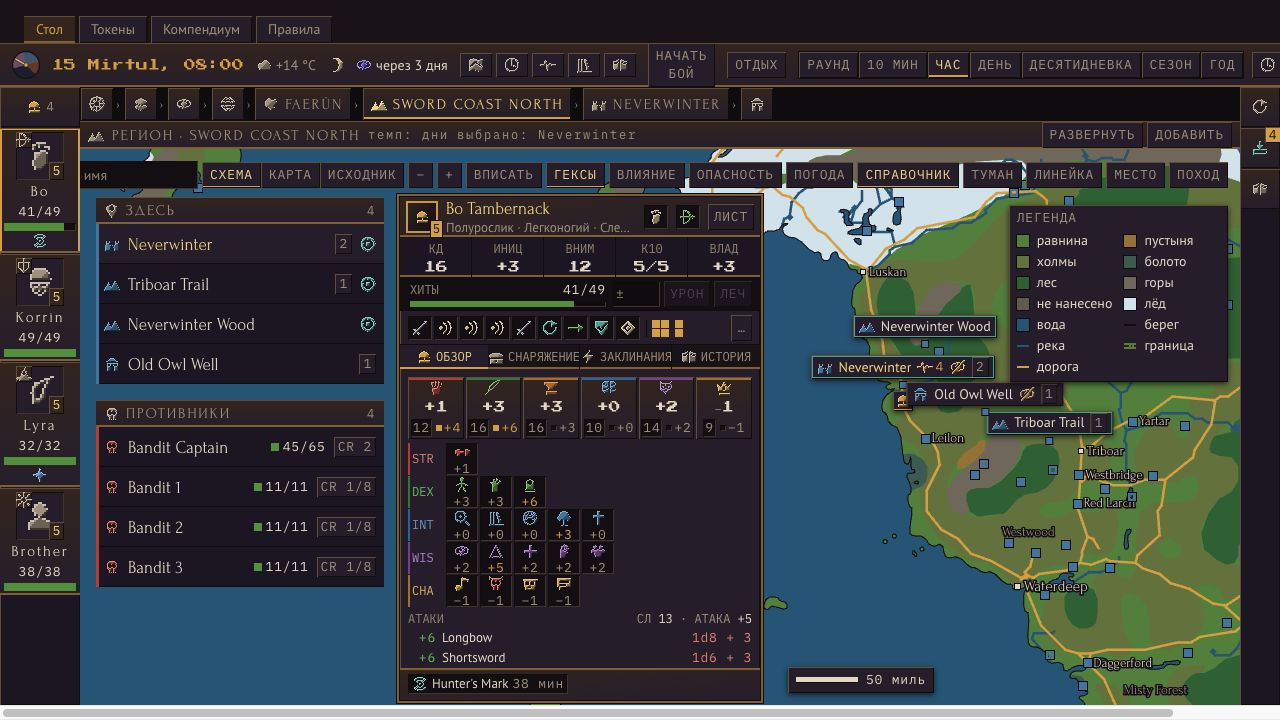 Стол Токены Компендиум Правила
15 Mirtul, 08:00 +14 °C через 3 дня НАЧАТЬ БОЙ ОТДЫХ РАУНД 10 МИН ЧАС ДЕНЬ ДЕСЯТИДНЕВКА СЕЗОН ГОД
4 › › › › FAERÛN › SWORD COAST NORTH › NEVERWINTER ›
РЕГИОН · SWORD COAST NORTH темп: дни выбрано: Neverwinter РАЗВЕРНУТЬ ДОБАВИТЬ
4
имя СХЕМА КАРТА ИСХОДНИК − + ВПИСАТЬ ГЕКСЫ ВЛИЯНИЕ ОПАСНОСТЬ ПОГОДА СПРАВОЧНИК ТУМАН ЛИНЕЙКА МЕСТО ПОХОД
5
Bo
41/49
5
Korrin
49/49
5
Lyra
32/32
5
Brother
38/38
ЗДЕСЬ 4
Neverwinter 2
Triboar Trail 1
Neverwinter Wood
Old Owl Well 1
ПРОТИВНИКИ 4
Bandit Captain 45/65 CR 2
Bandit 1 11/11 CR 1/8
Bandit 2 11/11 CR 1/8
Bandit 3 11/11 CR 1/8
5
Bo Tambernack ЛИСТ
Полурослик · Легконогий · Сле…
КД ИНИЦ ВНИМ К10 ВЛАД
16 +3 12 5/5 +3
ХИТЫ 41/49 ± УРОН ЛЕЧ
…
ОБЗОР СНАРЯЖЕНИЕ ЗАКЛИНАНИЯ ИСТОРИЯ
+1 +3 +3 +0 +2 -1
12 +4 16 +6 16 +3 10 +0 14 +2 9 −1
STR
+1
DEX
+3 +3 +6
INT
+0 +0 +0 +3 +0
WIS
+2 +5 +2 +2 +2
CHA
−1 −1 −1 −1
АТАКИ СЛ 13 · АТАКА +5
+6 Longbow 1d8 + 3
+6 Shortsword 1d6 + 3
Hunter's Mark 38 мин
ЛЕГЕНДА
равнина пустыня
холмы болото
лес горы
не нанесено лёд
вода берег
река граница
дорога
Luskan
Neverwinter Wood
Neverwinter 4 2
Old Owl Well 1
Triboar Trail 1
Yartar
Leilon
Triboar
Westbridge
Red Larch
Westwood
Waterdeep
Daggerford
Misty Forest
50 миль